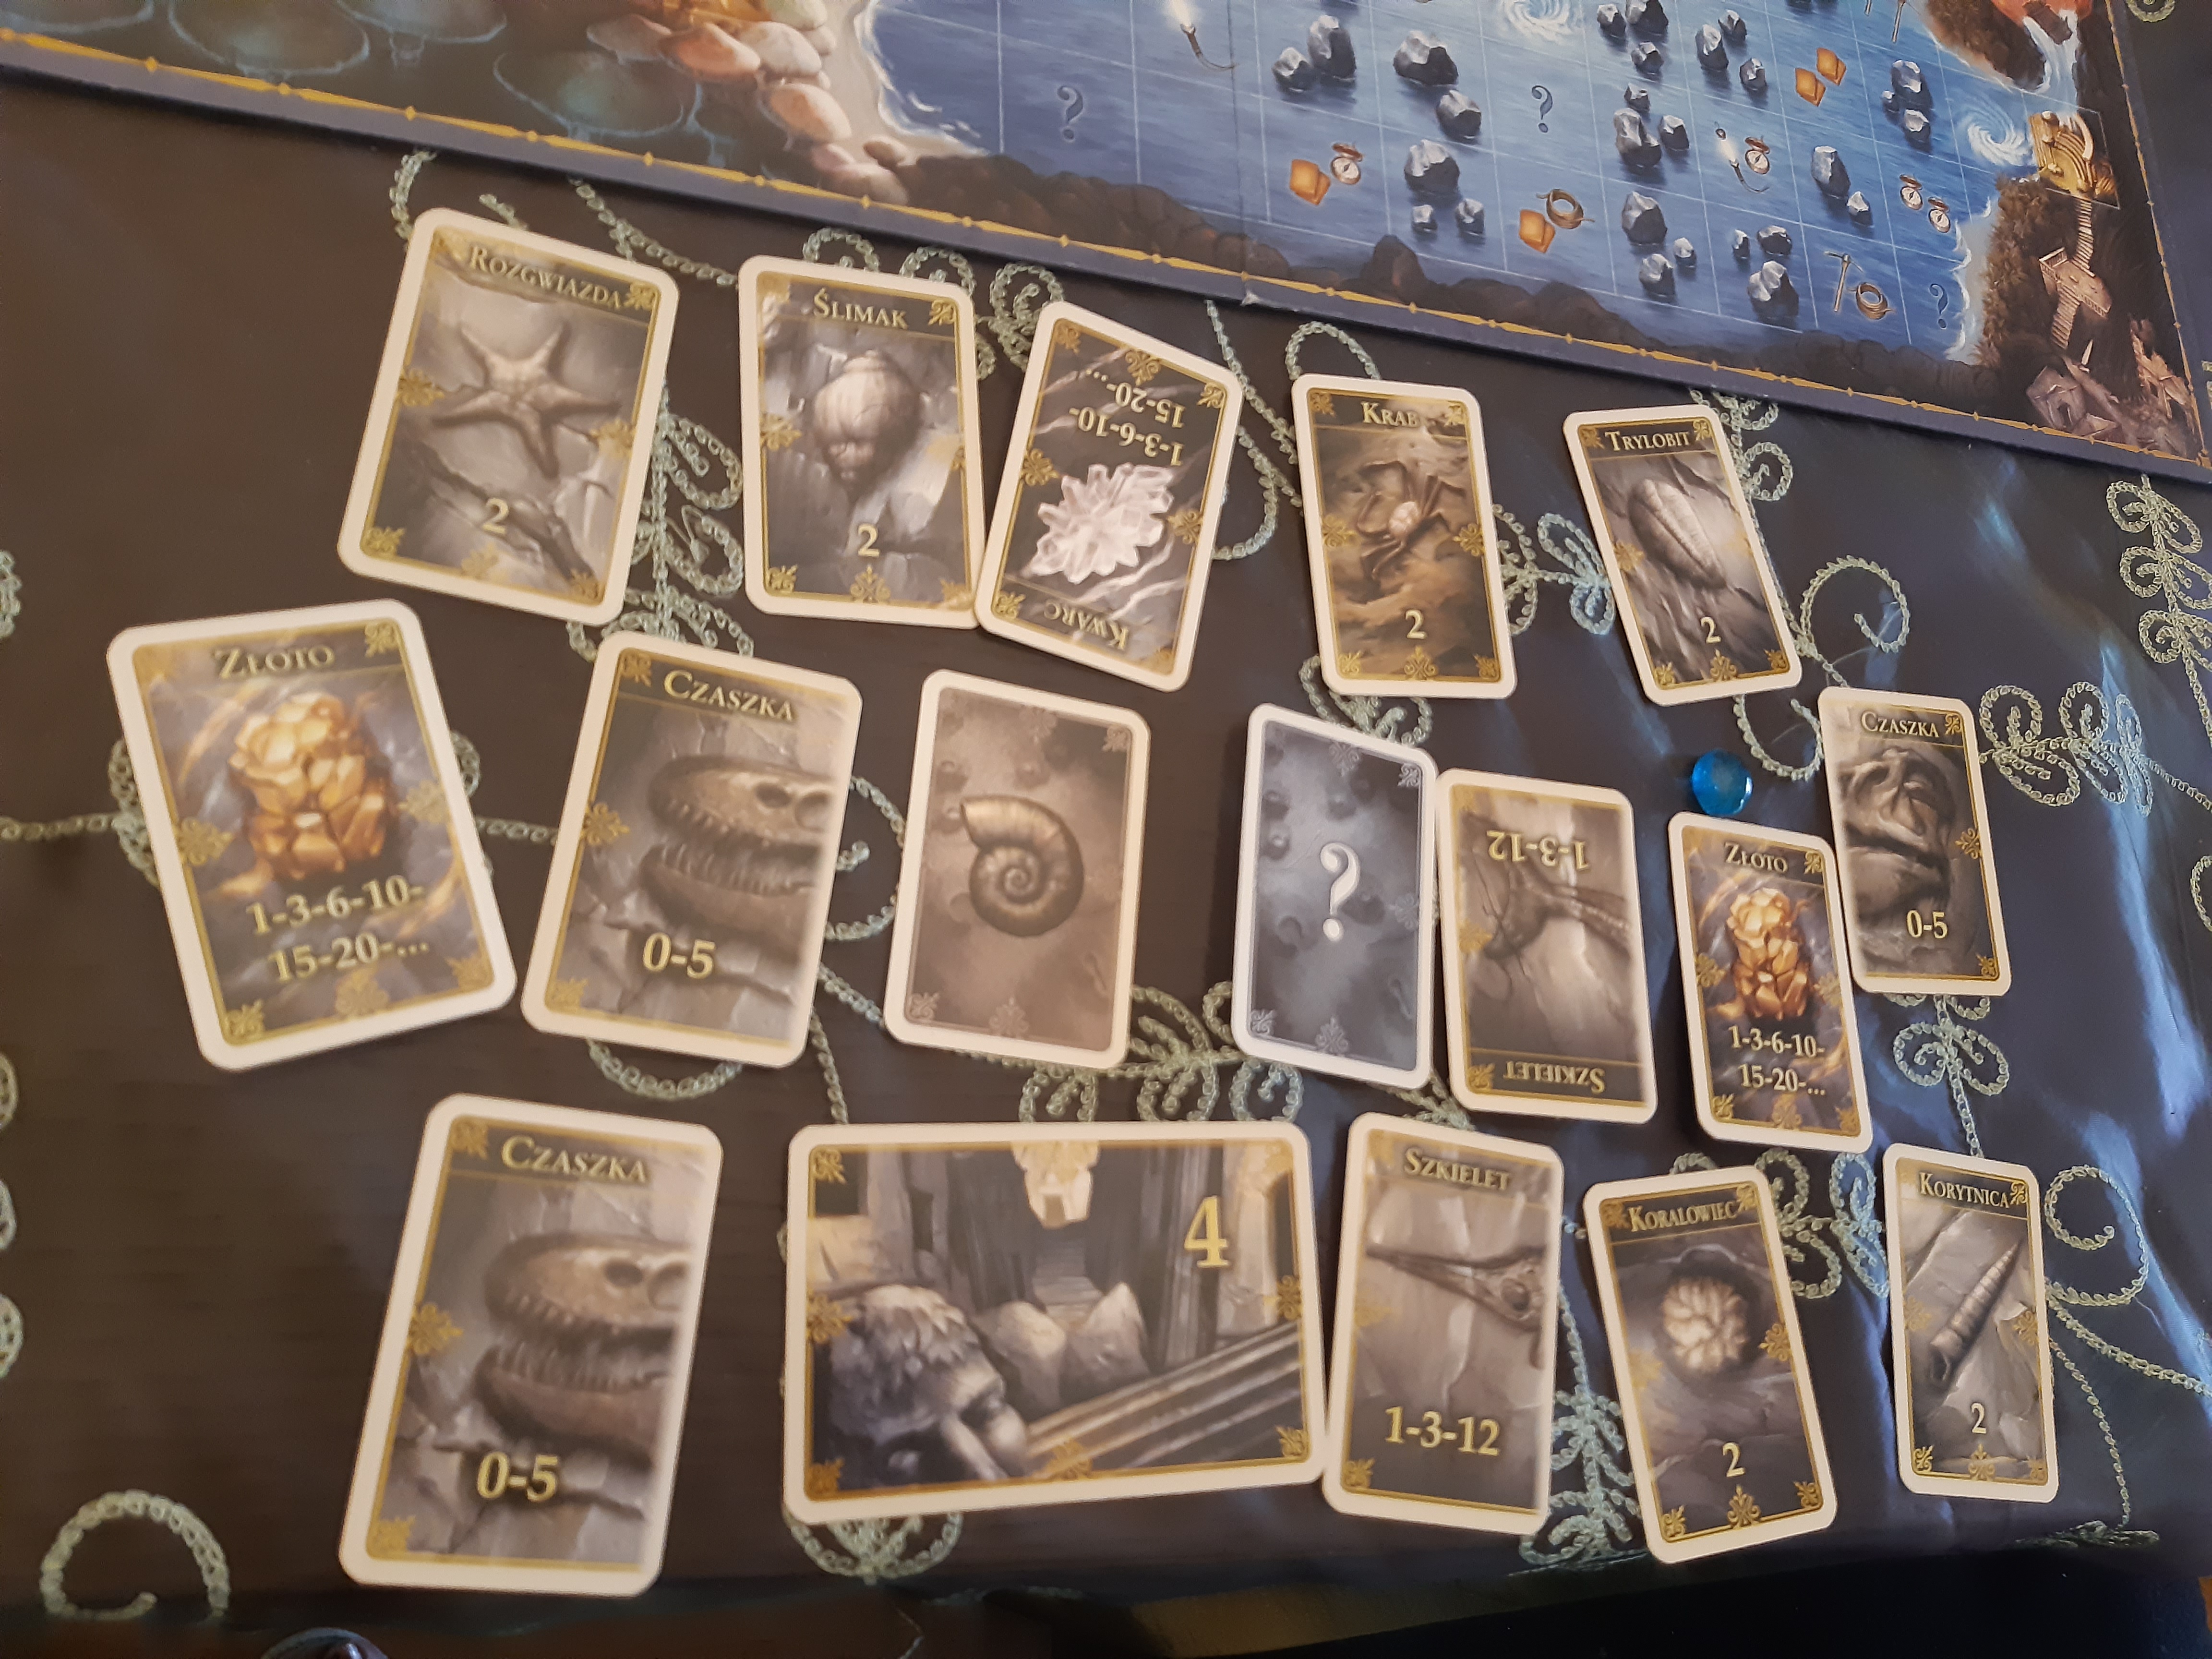 CZASZKA
0-5
KORYTNICA
2
TRYLOBIT
2
ZŁOTO
1-3-6-10-
15-20-...
KORALOWIEC
2
KRAB
2
SZKIELET
1-3-12
SZKIELET
1-3-12
?
KWARC
1-3-6-10-
15-20-...
4
ŚLIMAK
2
CZASZKA
0-5
ROZGWIAZDA
2
ZŁOTO
1-3-6-10-
15-20-...
CZASZKA
0-5
?
?
?